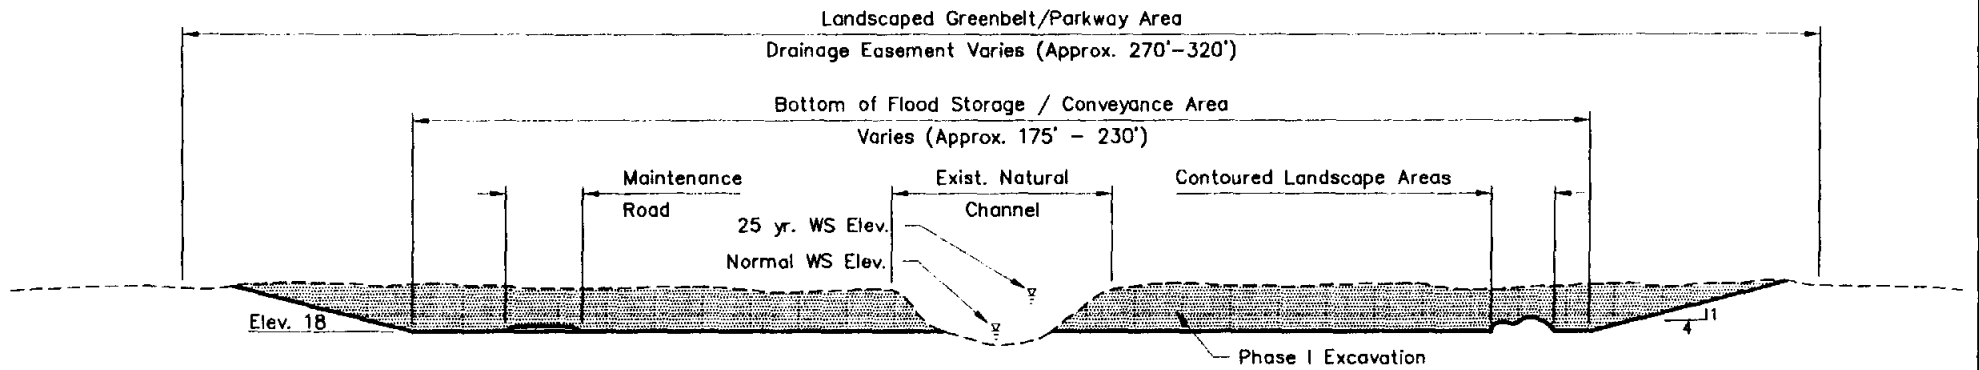 Landscaped Greenbelt/Parkway Area
Drainage Easement Varies (Approx. 270'-320')
Bottom of Flood Storage / Conveyance Area
Varies (Approx. 175' - 230')
Maintenance
Road
Exist. Natural
Channel
Contoured Landscape Areas
25 yr. WS Elev.
Normal WS Elev.
Elev. 18
1
4
Phase I Excavation